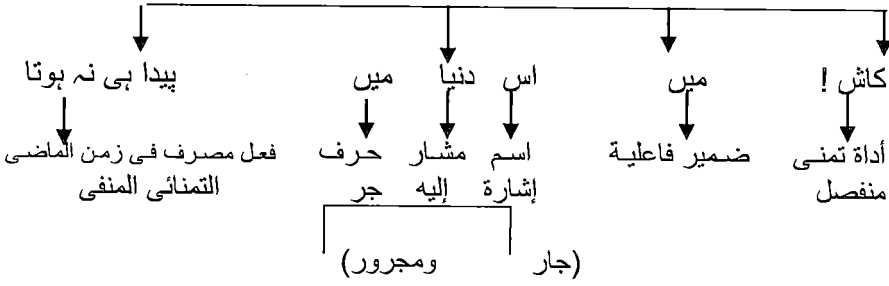 كاش ! میں اس دنیا میں پیدا ہی نہ ہوتا
أداة تمنى ضمير فاعلية اسم مشار حرف فعل مصرف فى زمن الماضى
منفصل إشارة إليه جر التمنائى المنفى
(جار ومجرور)